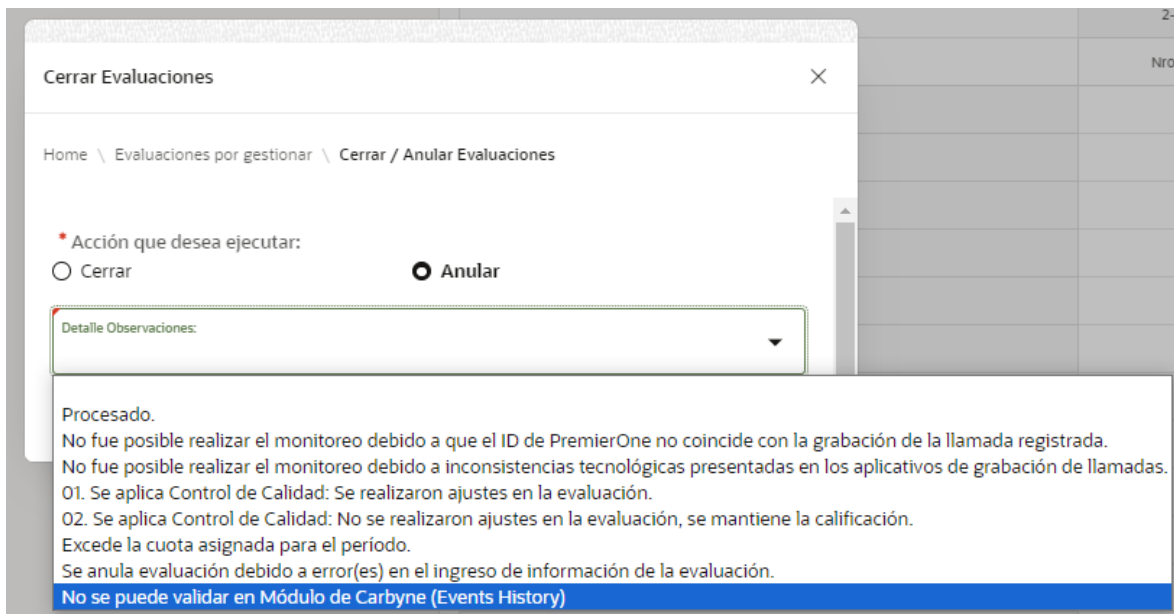 2-
Cerrar Evaluaciones
Nro
Home \ Evaluaciones por gestionar \ Cerrar / Anular Evaluaciones
* Acción que desea ejecutar:
Cerrar Anular
Detalle Observaciones:
Procesado.
No fue posible realizar el monitoreo debido a que el ID de PremierOne no coincide con la grabación de la llamada registrada.
No fue posible realizar el monitoreo debido a inconsistencias tecnológicas presentadas en los aplicativos de grabación de llamadas.
01. Se aplica Control de Calidad: Se realizaron ajustes en la evaluación.
02. Se aplica Control de Calidad: No se realizaron ajustes en la evaluación, se mantiene la calificación.
Excede la cuota asignada para el período.
Se anula evaluación debido a error(es) en el ingreso de información de la evaluación.
No se puede validar en Módulo de Carbyne (Events History)